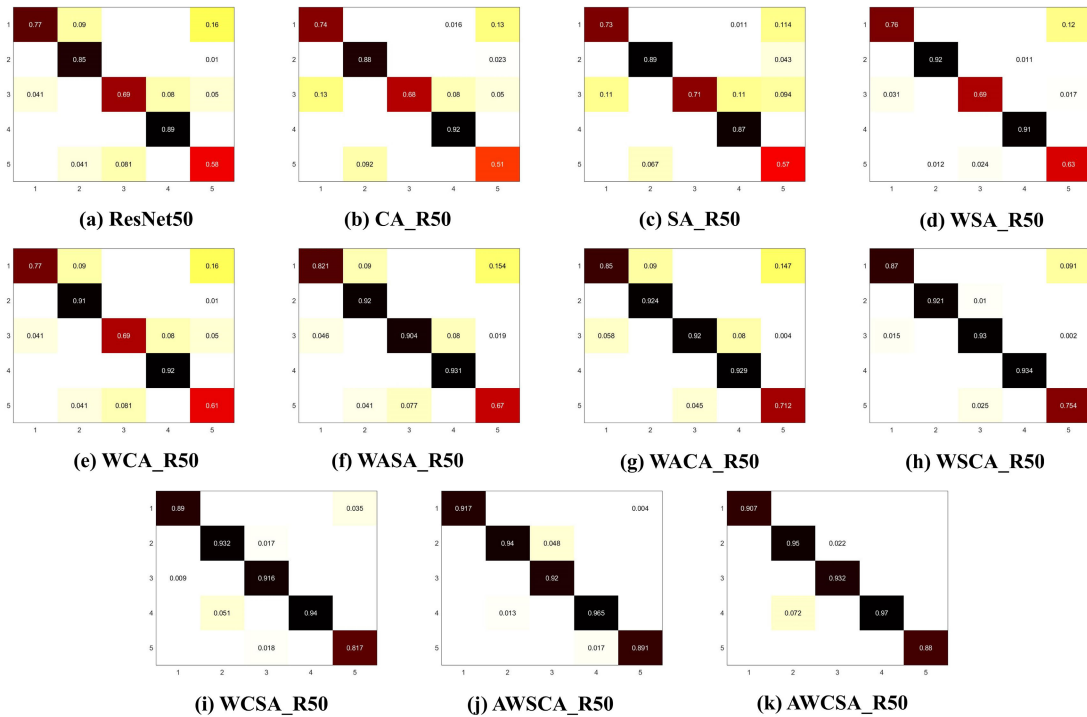 1 0.77 0.09 0.16
2 0.85 0.01
3 0.041 0.69 0.08 0.05
4 0.89
5 0.041 0.081 0.58
1 2 3 4 5
(a) ResNet50
1 0.74 0.016 0.13
2 0.88 0.023
3 0.13 0.68 0.08 0.05
4 0.92
5 0.092 0.51
1 2 3 4 5
(b) CA_R50
1 0.73 0.011 0.114
2 0.89 0.043
3 0.11 0.71 0.11 0.094
4 0.87
5 0.067 0.57
1 2 3 4 5
(c) SA_R50
1 0.76 0.12
2 0.92 0.011
3 0.031 0.69 0.017
4 0.91
5 0.012 0.024 0.63
1 2 3 4 5
(d) WSA_R50
1 0.77 0.09 0.16
2 0.91 0.01
3 0.041 0.69 0.08 0.05
4 0.92
5 0.041 0.081 0.61
1 2 3 4 5
(e) WCA_R50
1 0.821 0.09 0.154
2 0.92
3 0.046 0.904 0.08 0.019
4 0.931
5 0.041 0.077 0.67
1 2 3 4 5
(f) WASA_R50
1 0.85 0.09 0.147
2 0.924
3 0.058 0.92 0.08 0.004
4 0.929
5 0.045 0.712
1 2 3 4 5
(g) WACA_R50
1 0.87 0.091
2 0.921 0.01
3 0.015 0.93 0.002
4 0.934
5 0.025 0.754
1 2 3 4 5
(h) WSCA_R50
1 0.89 0.035
2 0.932 0.017
3 0.009 0.916
4 0.051 0.94
5 0.018 0.817
1 2 3 4 5
(i) WCSA_R50
1 0.917 0.004
2 0.94 0.048
3 0.92
4 0.013 0.965
5 0.017 0.891
1 2 3 4 5
(j) AWSCA_R50
1 0.907
2 0.95 0.022
3 0.932
4 0.072 0.97
5 0.88
1 2 3 4 5
(k) AWCSA_R50